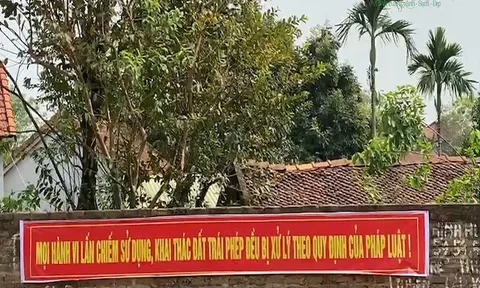 MỌI HÀNH VI LẤN CHIẾM SỬ DỤNG, KHAI THÁC ĐẤT TRÁI PHÉP ĐỀU BỊ XỬ LÝ THEO QUY ĐỊNH CỦA PHÁP LUẬT !